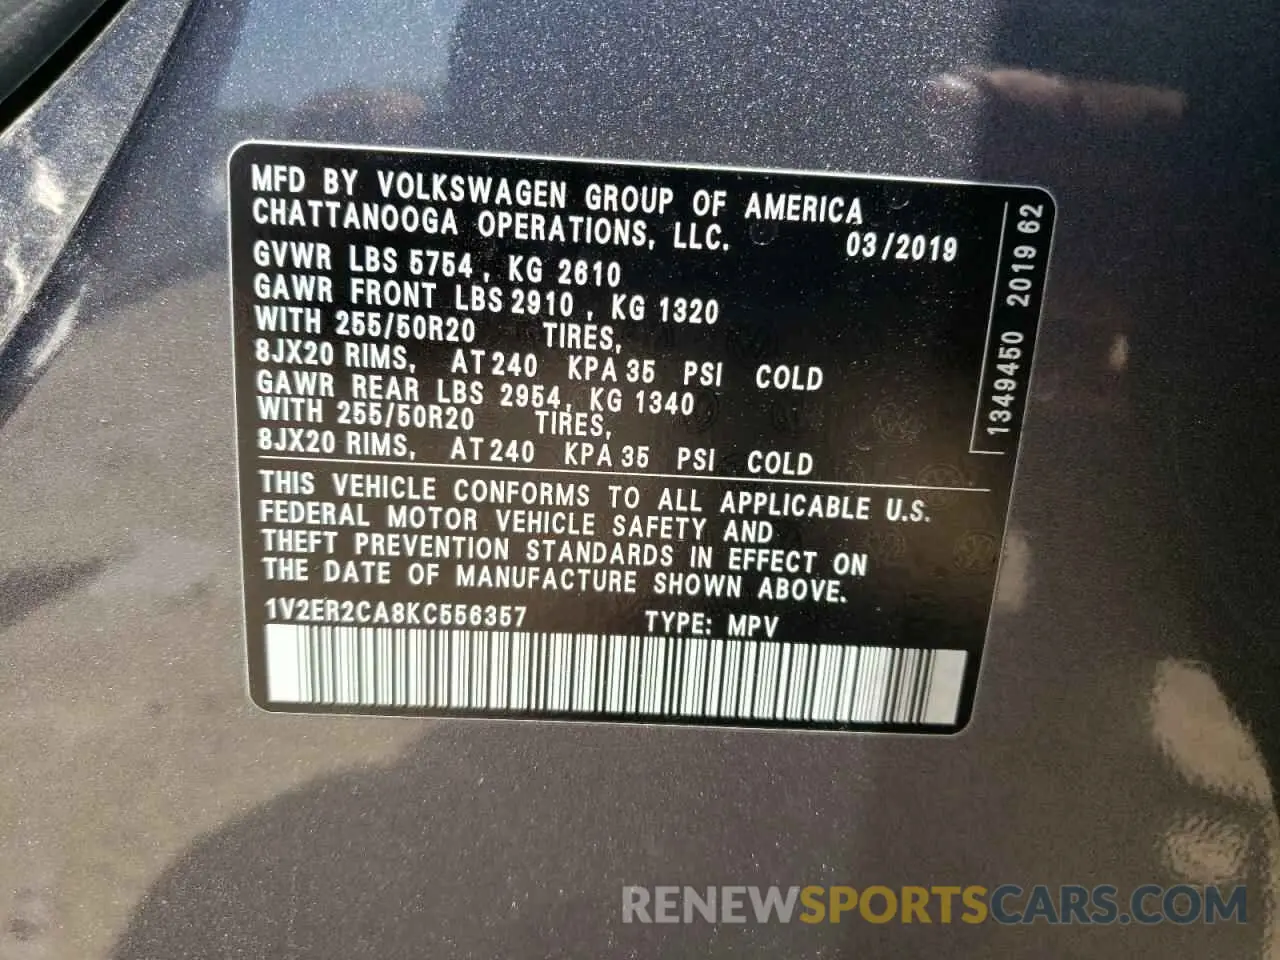 MFD BY VOLKSWAGEN GROUP OF AMERICA
CHATTANOOGA OPERATIONS, LLC.
03/2019
GVWR LBS 5754, KG 2610
GAWR FRONT LBS 2910, KG 1320
WITH 255/50R20 TIRES,
8JX20 RIMS, AT 240 KPA 35 PSI COLD
GAWR REAR LBS 2954, KG 1340
WITH 255/50R20 TIRES,
8JX20 RIMS, AT 240 KPA 35 PSI COLD
THIS VEHICLE CONFORMS TO ALL APPLICABLE U.S.
FEDERAL MOTOR VEHICLE SAFETY AND
THEFT PREVENTION STANDARDS IN EFFECT ON
THE DATE OF MANUFACTURE SHOWN ABOVE.
1V2ER2CA8KC556357 TYPE: MPV
1349450 2019 62
RENEWSPORTSCARS.COM